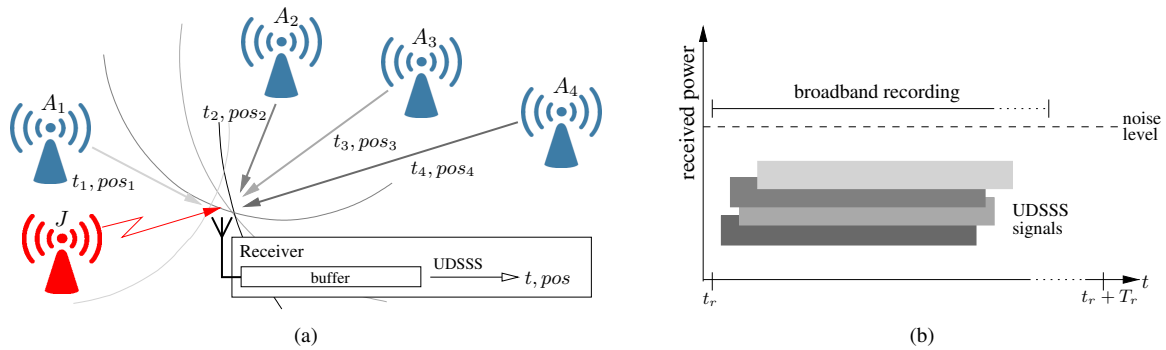 A₁
A₂
A₃
A₄
t₁, pos₁
t₂, pos₂
t₃, pos₃
t₄, pos₄
J
Receiver
buffer
UDSSS
t, pos
(a)
received power
broadband recording
noise
level
UDSSS
signals
tᵣ
tᵣ + Tᵣ
t
(b)